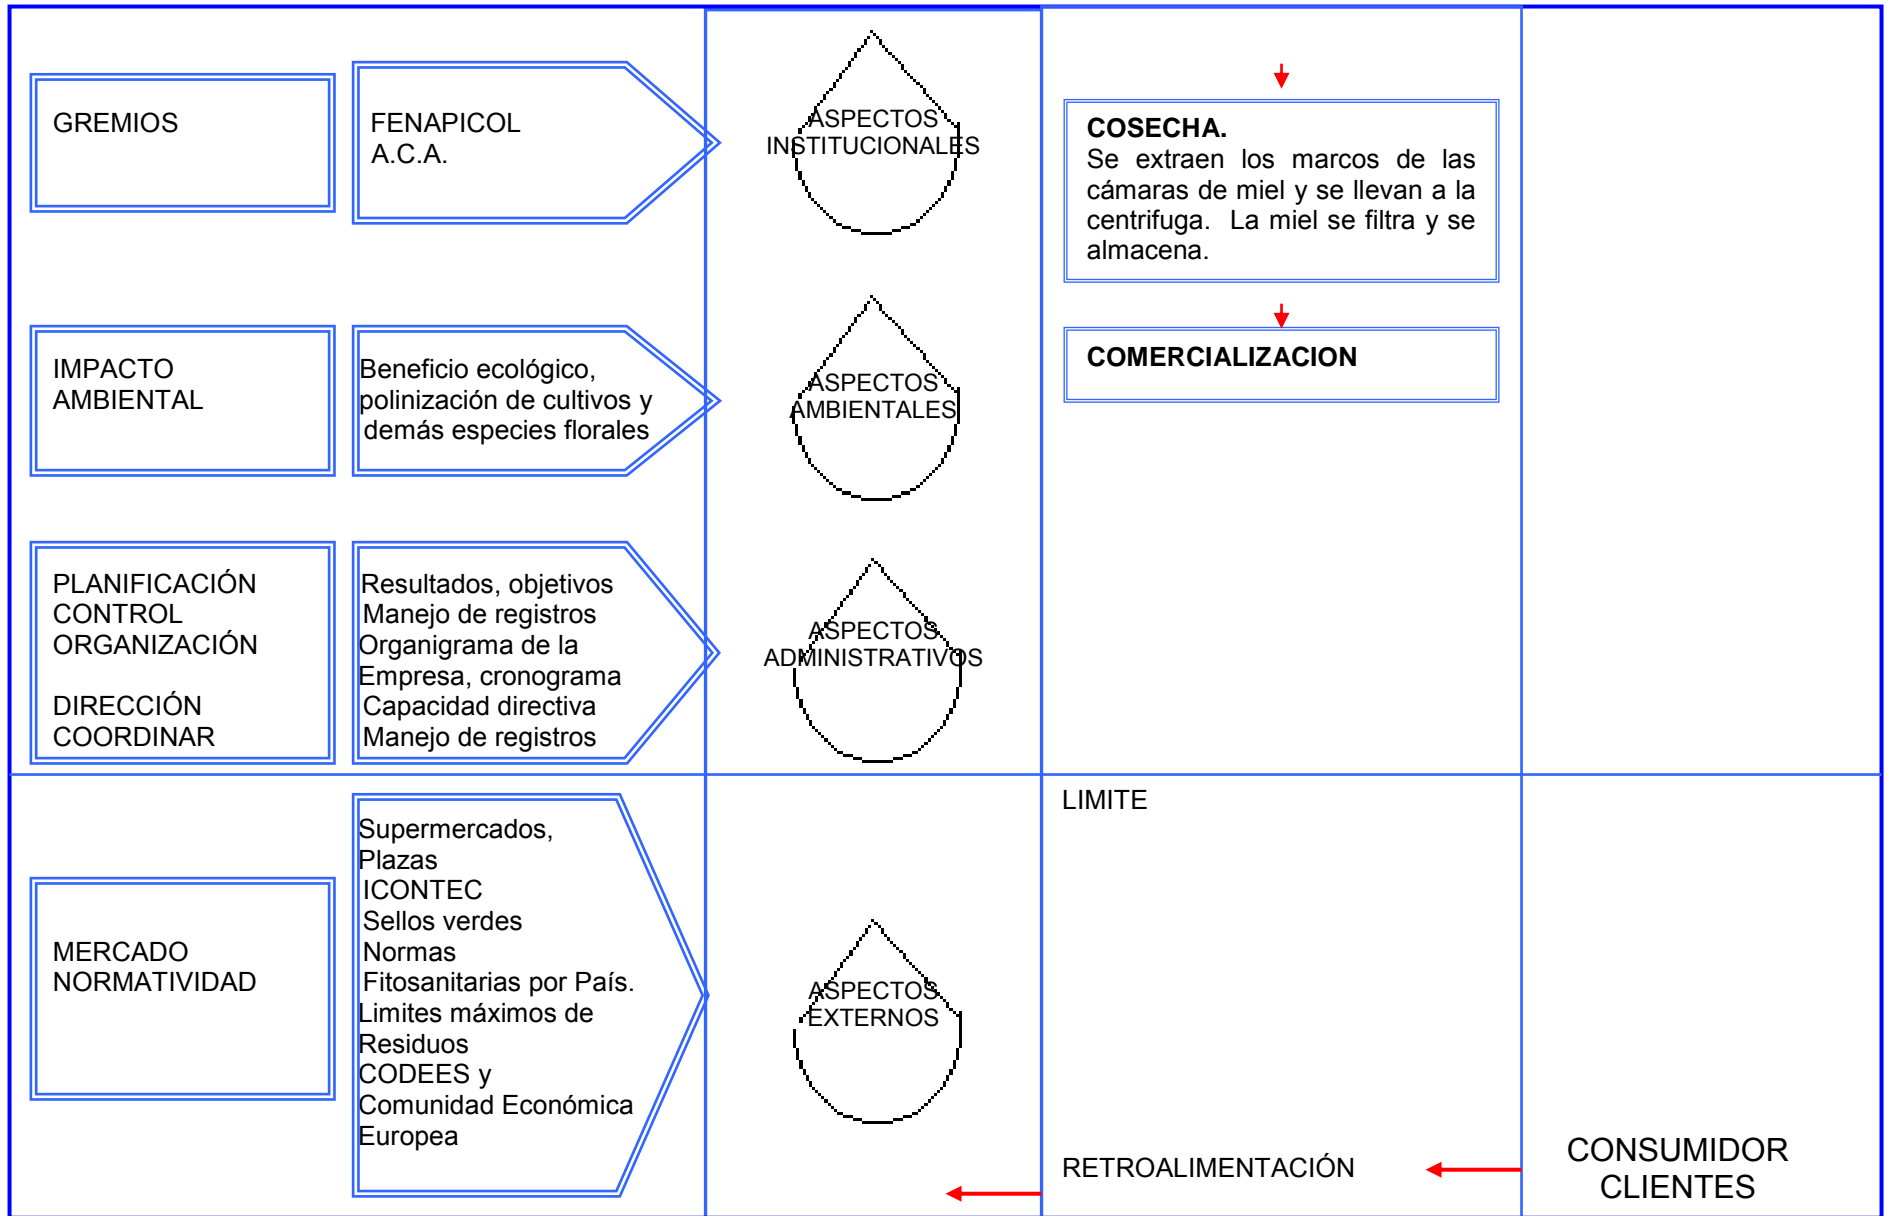 GREMIOS
FENAPICOL
A.C.A.
ASPECTOS
INSTITUCIONALES
COSECHA.
Se extraen los marcos de las
cámaras de miel y se llevan a la
centrifuga. La miel se filtra y se
almacena.
IMPACTO
AMBIENTAL
Beneficio ecológico,
polinización de cultivos y
demás especies florales
ASPECTOS
AMBIENTALES
COMERCIALIZACION
PLANIFICACIÓN
CONTROL
ORGANIZACIÓN
DIRECCIÓN
COORDINAR
Resultados, objetivos
Manejo de registros
Organigrama de la
Empresa, cronograma
Capacidad directiva
Manejo de registros
ASPECTOS
ADMINISTRATIVOS
MERCADO
NORMATIVIDAD
Supermercados,
Plazas
ICONTEC
Sellos verdes
Normas
Fitosanitarias por País.
Limites máximos de
Residuos
CODEES y
Comunidad Económica
Europea
ASPECTOS
EXTERNOS
LIMITE
RETROALIMENTACIÓN
CONSUMIDOR
CLIENTES